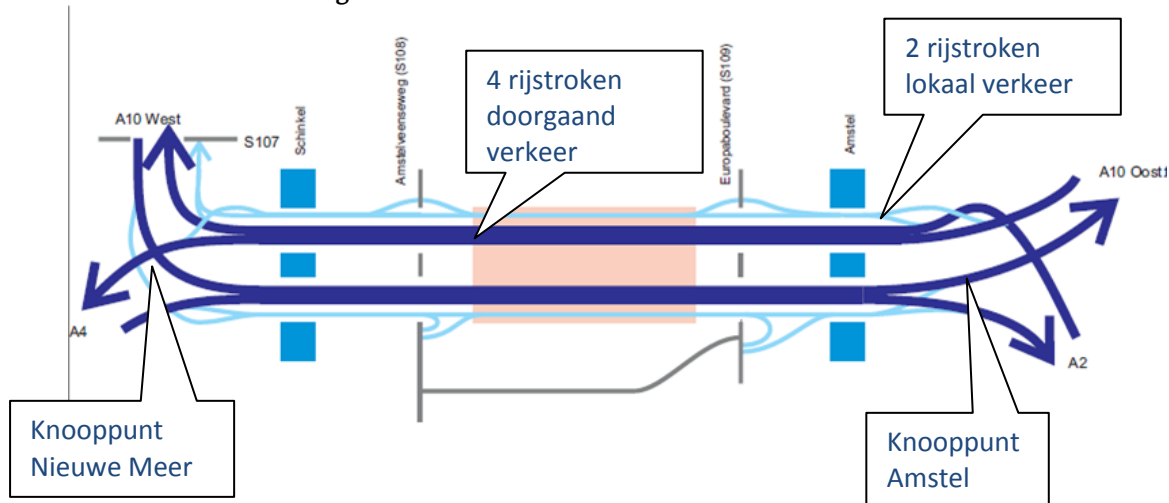 4 rijstroken
doorgaand
verkeer
2 rijstroken
lokaal verkeer
A10 West
S107
Schinkel
Amstelveenseweg (S108)
Europaboulevard (S109)
Amstel
A10 Oost
A4
A2
Knooppunt
Nieuwe Meer
Knooppunt
Amstel